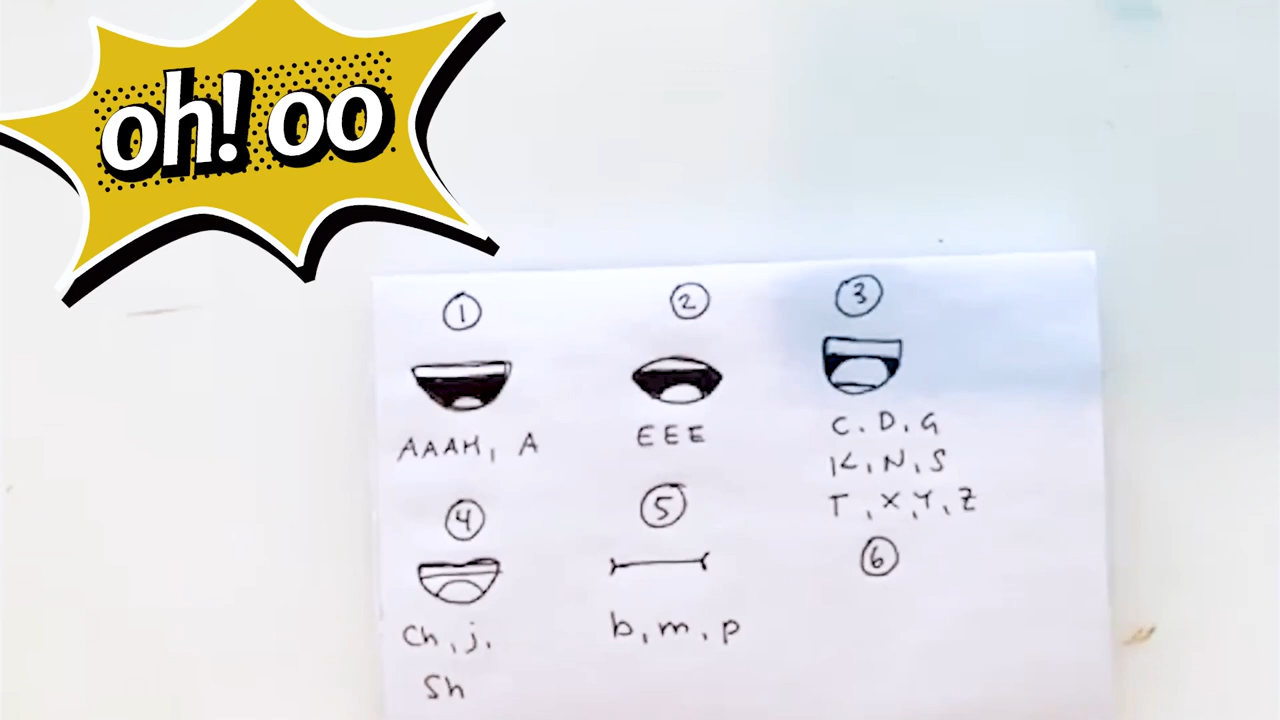 oh! oo
1 2 3
AAAH, A
EEE
C. D, G
K, N, S
T, X, Y, Z
4 5 6
Ch, j,
Sh
b, m, p